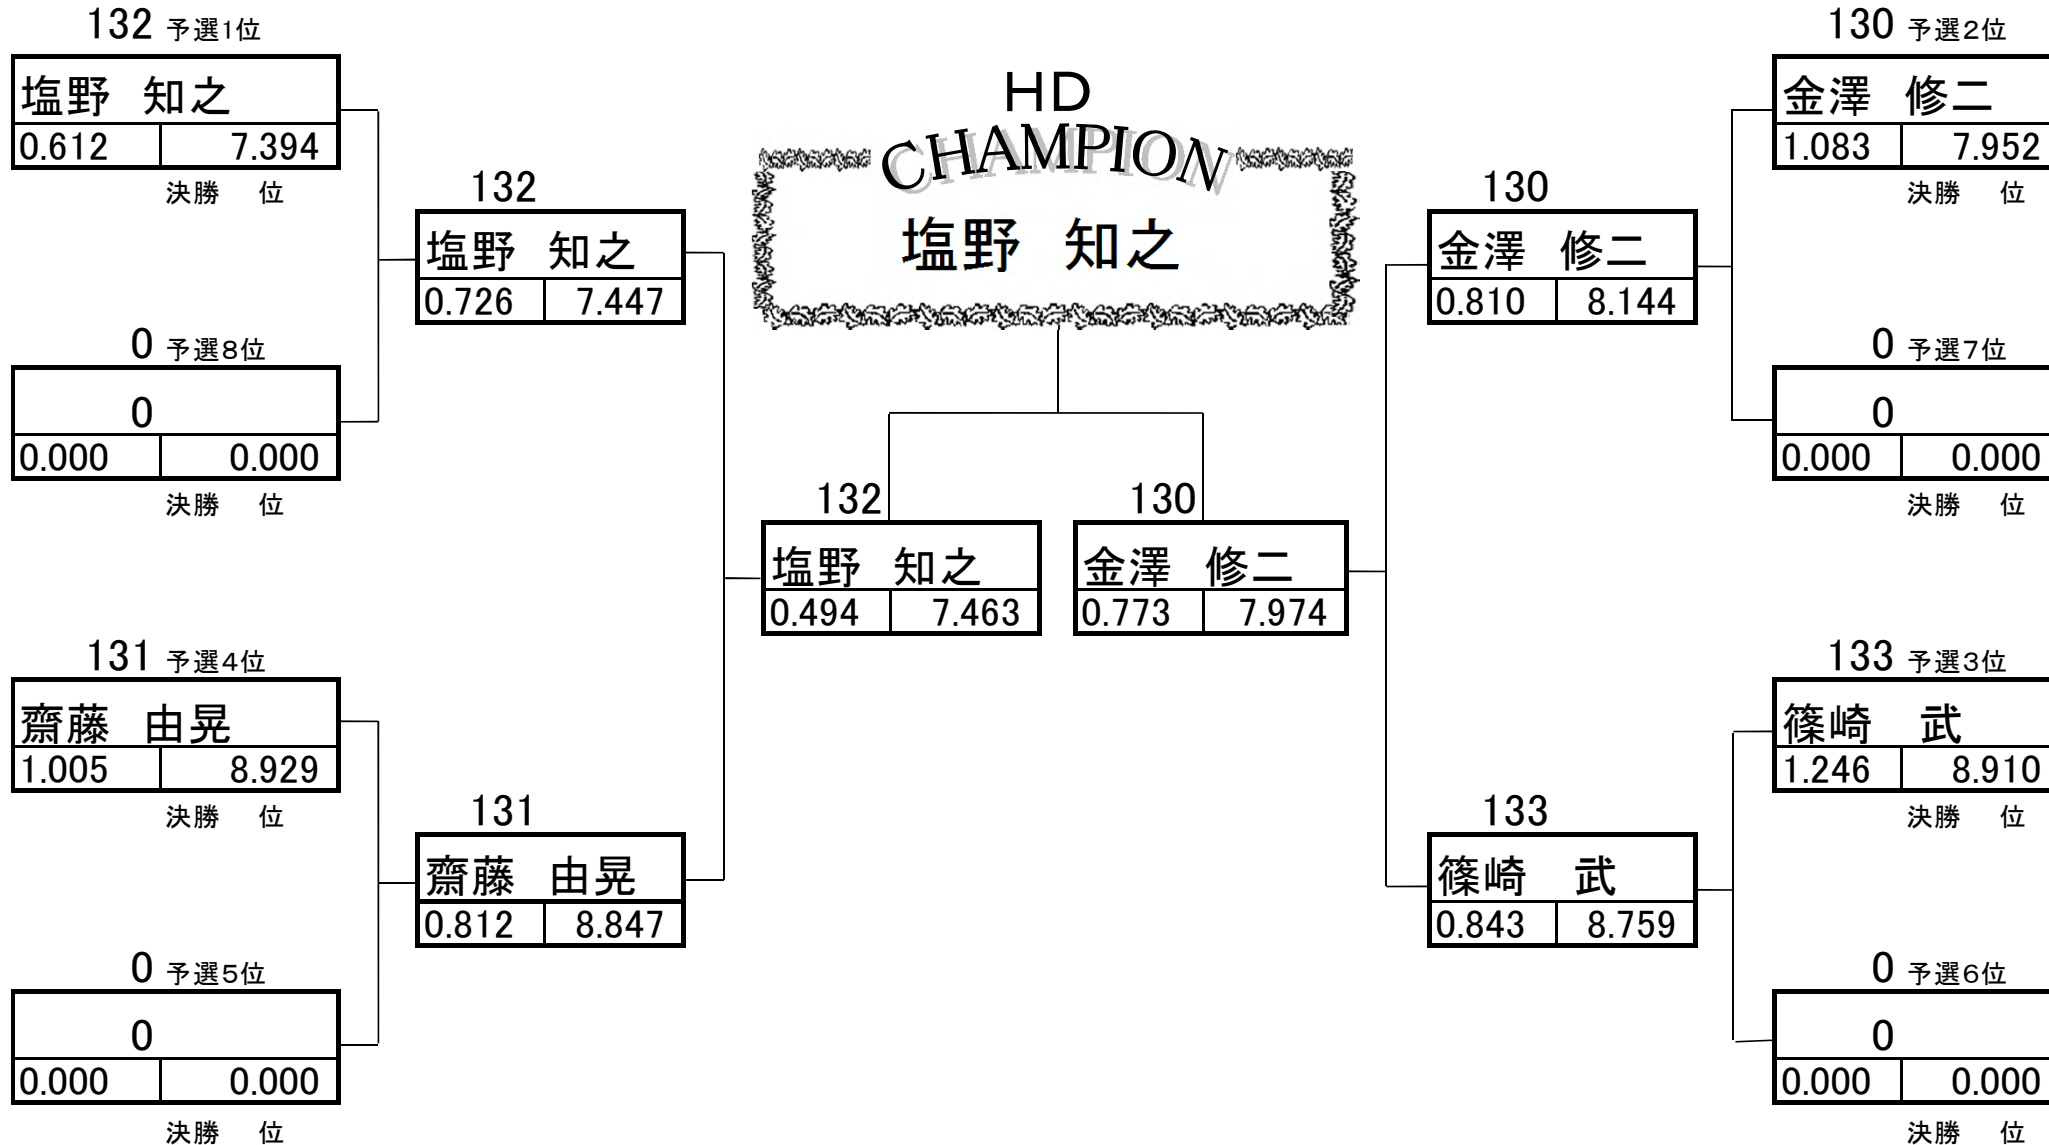 132 予選1位
塩野 知之
0.612 7.394
決勝 位
0 予選8位
0
0.000 0.000
決勝 位
131 予選4位
齋藤 由晃
1.005 8.929
決勝 位
0 予選5位
0
0.000 0.000
決勝 位
132
塩野 知之
0.726 7.447
131
齋藤 由晃
0.812 8.847
HD
CHAMPION
塩野 知之
132
塩野 知之
0.494 7.463
130
金澤 修二
0.773 7.974
130
金澤 修二
0.810 8.144
133
篠崎 武
0.843 8.759
130 予選2位
金澤 修二
1.083 7.952
決勝 位
0 予選7位
0
0.000 0.000
決勝 位
133 予選3位
篠崎 武
1.246 8.910
決勝 位
0 予選6位
0
0.000 0.000
決勝 位